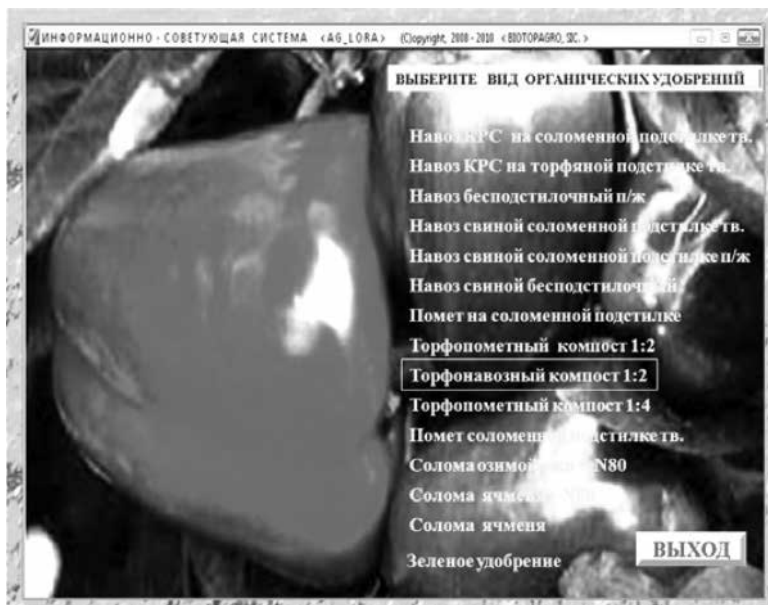 ИНФОРМАЦИОННО - СОВЕТУЮЩАЯ СИСТЕМА <AG_LORA> (C)opyright, 2008 - 2010 <BIOTOPAGRO, SIC. >
ВЫБЕРИТЕ ВИД ОРГАНИЧЕСКИХ УДОБРЕНИЙ
Навоз КРС на соломенной подстилке тв.
Навоз КРС на торфяной подстилке тв.
Навоз бесподстилочный п/ж
Навоз свиной соломенной подстилке тв.
Навоз свиной соломенной подстилке п/ж
Навоз свиной бесподстилочный
Помет на соломенной подстилке
Торфопометный компост 1:2
Торфонавозный компост 1:2
Торфопометный компост 1:4
Помет соломенной подстилке тв.
Солома озимой N80
Солома ячменя
Солома ячменя
Зеленое удобрение
ВЫХОД